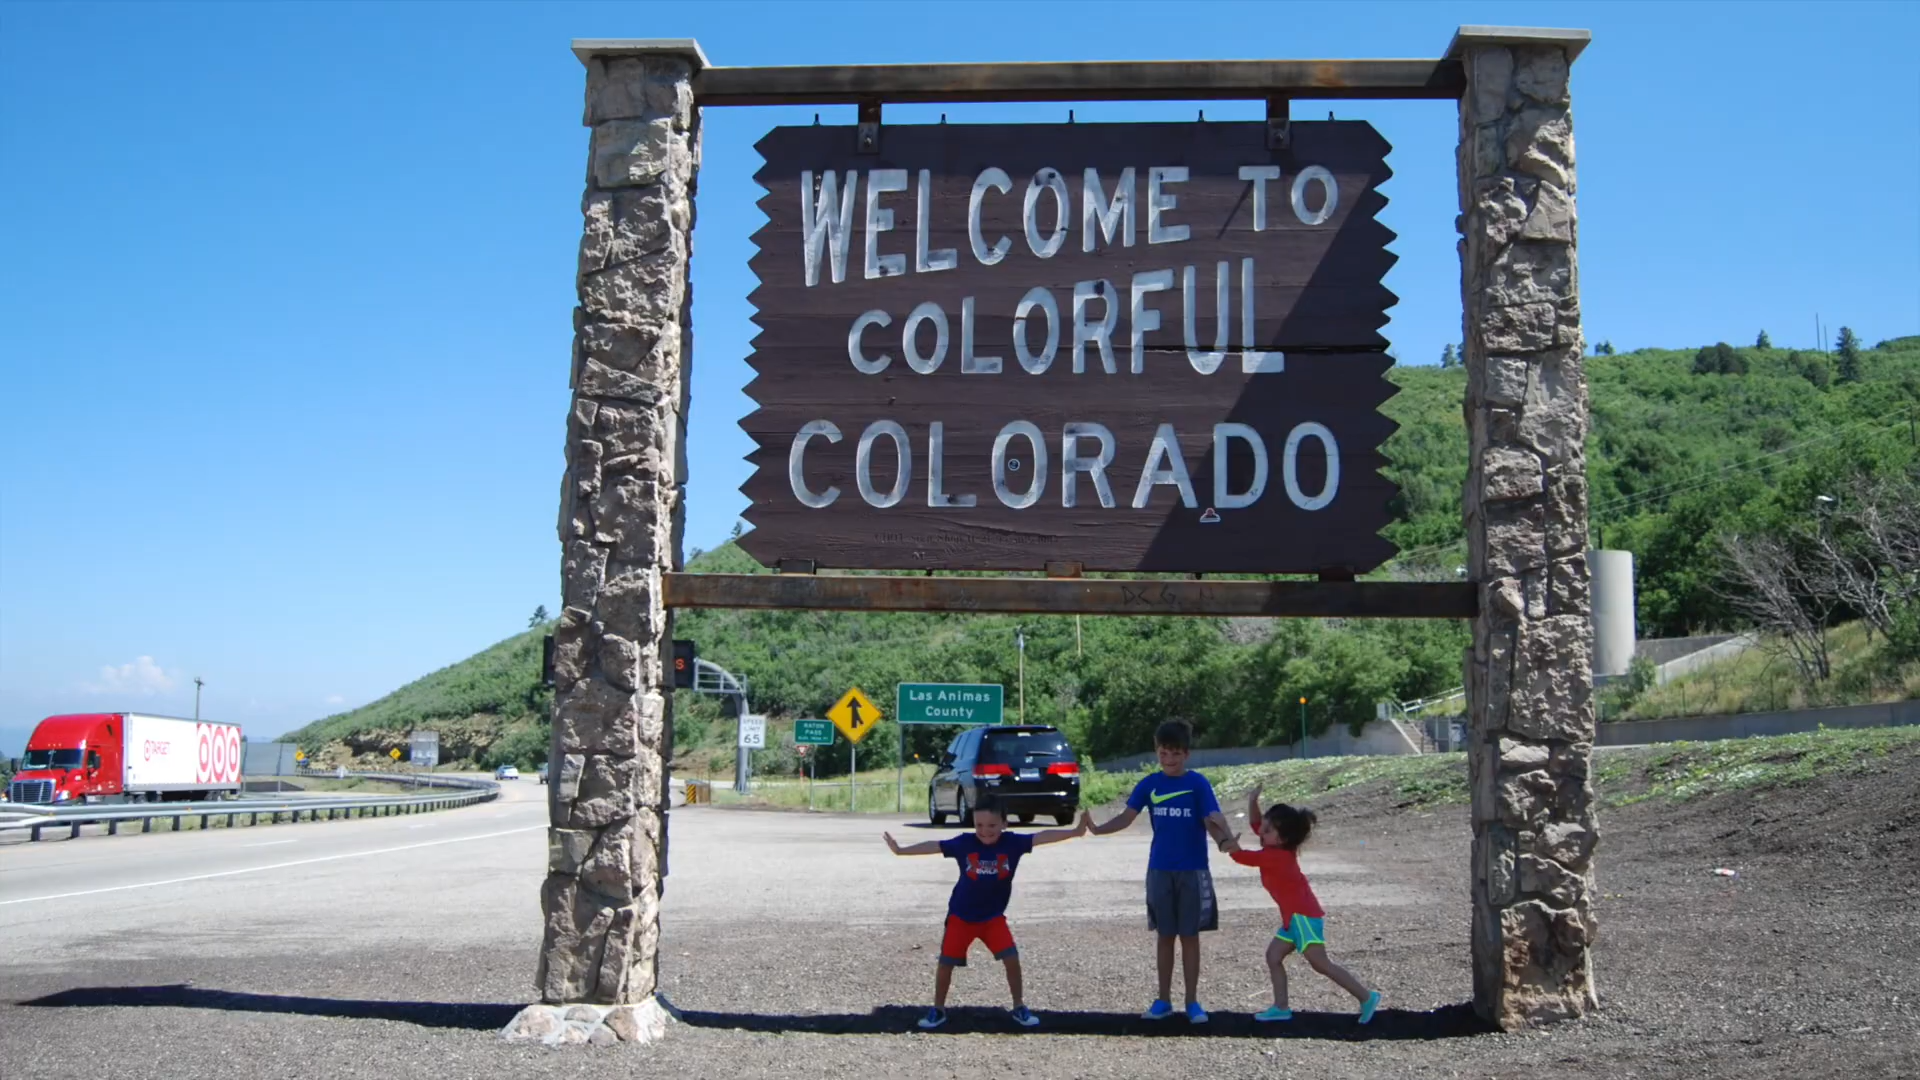 WELCOME TO
COLORFUL
COLORADO
Las Animas
County
RATON
PASS
SPEED
LIMIT
65
TARGET
JUST DO IT.
S